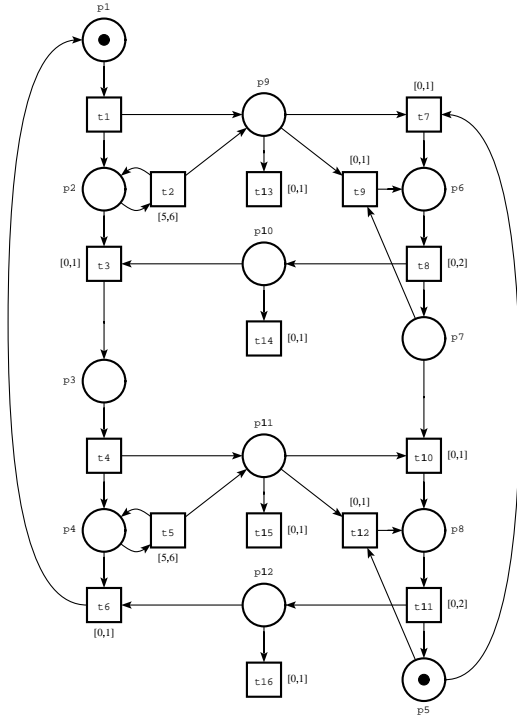 p1
p9
[0,1]
t1
t7
[0,1]
p2
t2
t13
[0,1]
t9
p6
[5,6]
p10
[0,1]
t3
t8
[0,2]
t14
[0,1]
p7
p3
p11
t4
t10
[0,1]
[0,1]
p4
t5
t15
[0,1]
t12
p8
[5,6]
p12
t6
t11
[0,2]
[0,1]
t16
[0,1]
p5